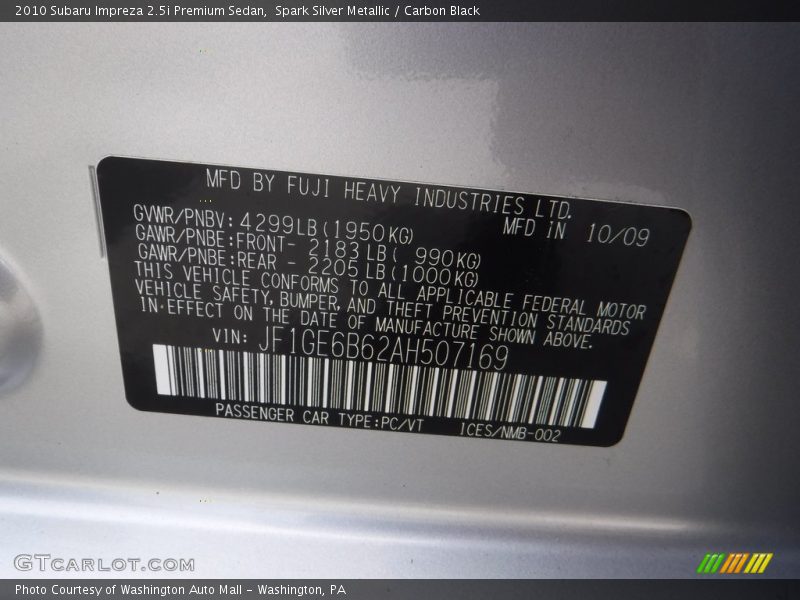 2010 Subaru Impreza 2.5i Premium Sedan,  Spark Silver Metallic / Carbon Black
MFD BY FUJI HEAVY INDUSTRIES LTD.
GVWR/PNBV: 4299LB(1950KG) MFD iN 10/09
GAWR/PNBE:FRONT- 2183LB( 990KG)
GAWR/PNBE:REAR - 2205LB(1000KG)
THIS VEHICLE CONFORMS TO ALL APPLICABLE FEDERAL MOTOR
VEHICLE SAFETY, BUMPER, AND THEFT PREVENTION STANDARDS
IN EFFECT ON THE DATE OF MANUFACTURE SHOWN ABOVE.
VIN: JF1GE6B62AH507169
PASSENGER CAR TYPE:PC/VT ICES/NMB-002
GTCARLOT.COM
Photo Courtesy of Washington Auto Mall - Washington, PA